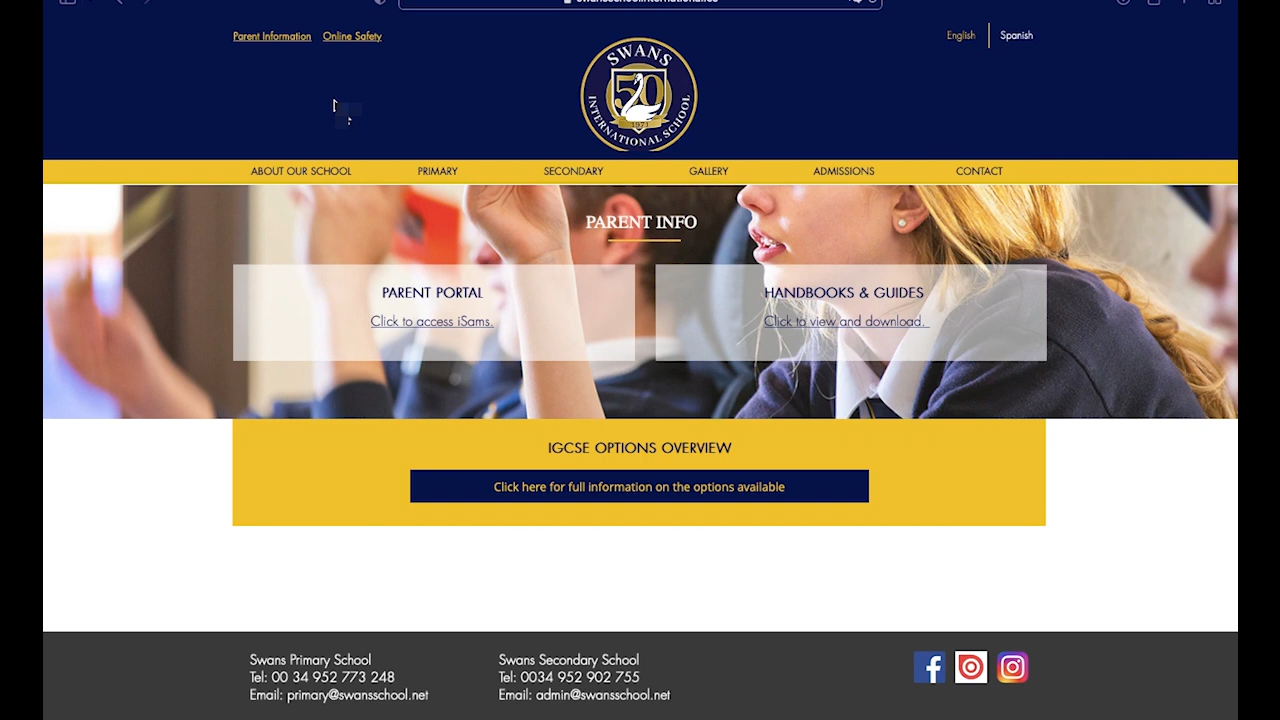 Parent Information Online Safety
English Spanish
SWANS
50
1971
INTERNATIONAL SCHOOL
ABOUT OUR SCHOOL PRIMARY SECONDARY GALLERY ADMISSIONS CONTACT
PARENT INFO
PARENT PORTAL
Click to access iSams.
HANDBOOKS & GUIDES
Click to view and download.
IGCSE OPTIONS OVERVIEW
Click here for full information on the options available
Swans Primary School
Tel: 00 34 952 773 248
Email: primary@swansschool.net
Swans Secondary School
Tel: 0034 952 902 755
Email: admin@swansschool.net